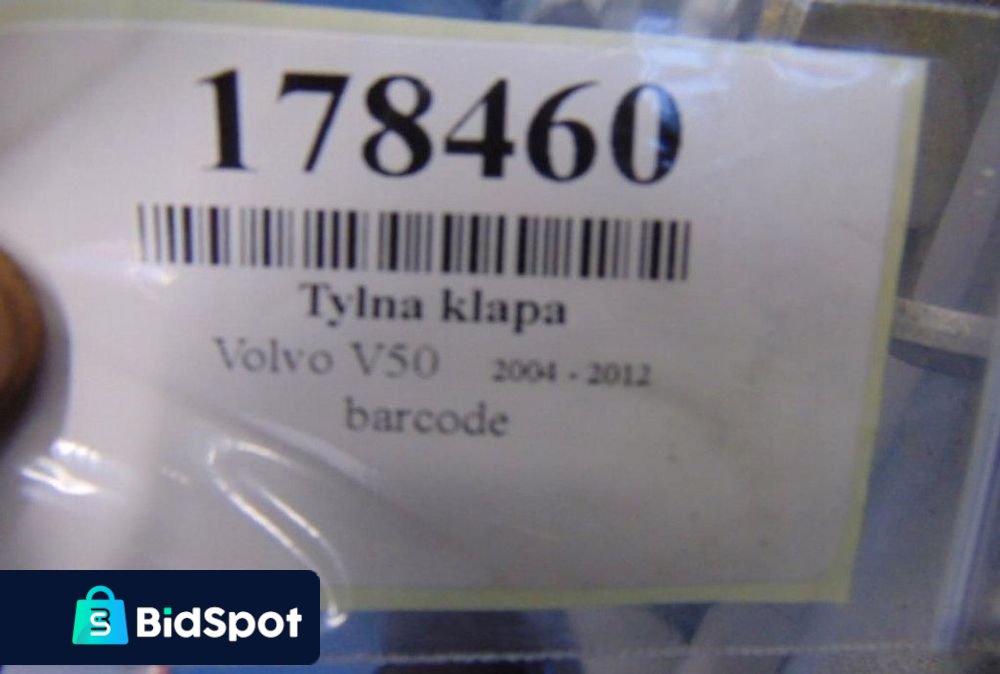 178460
Tylna klapa
Volvo V50 2004 - 2012
barcode
BidSpot